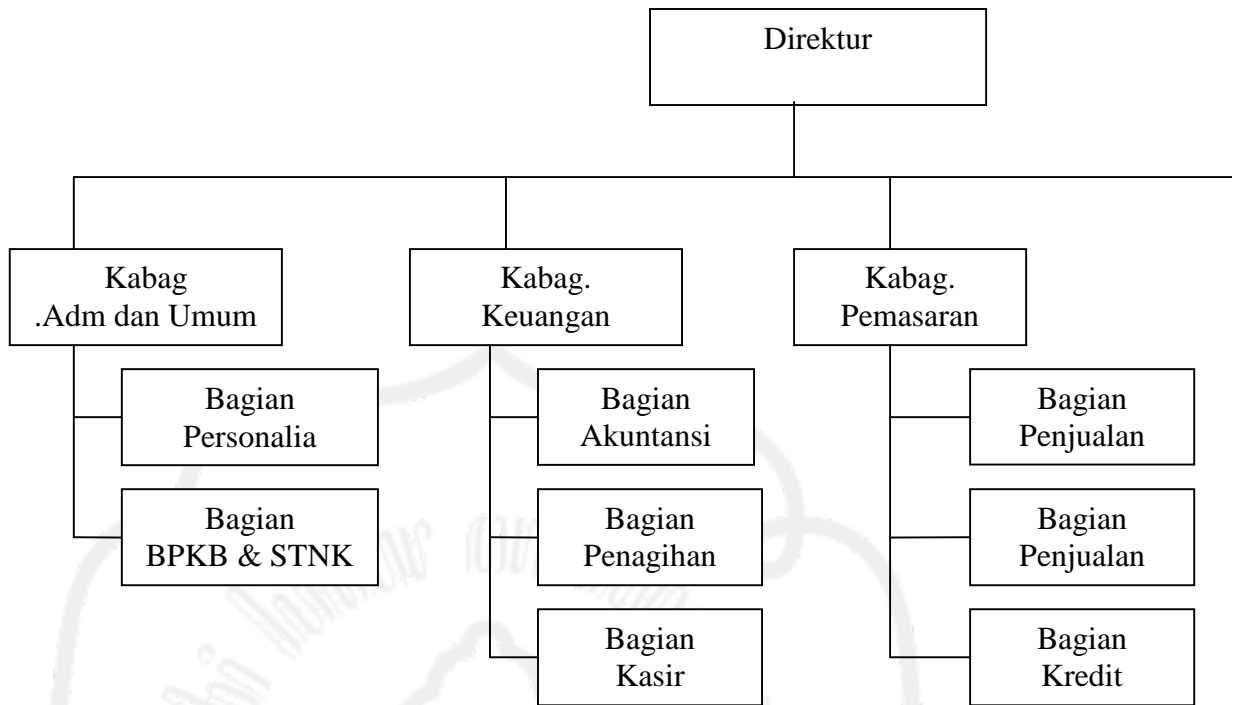 Direktur
Kabag
.Adm dan Umum
Kabag.
Keuangan
Kabag.
Pemasaran
Bagian
Personalia
Bagian
Akuntansi
Bagian
Penjualan
Bagian
BPKB & STNK
Bagian
Penagihan
Bagian
Penjualan
Bagian
Kasir
Bagian
Kredit